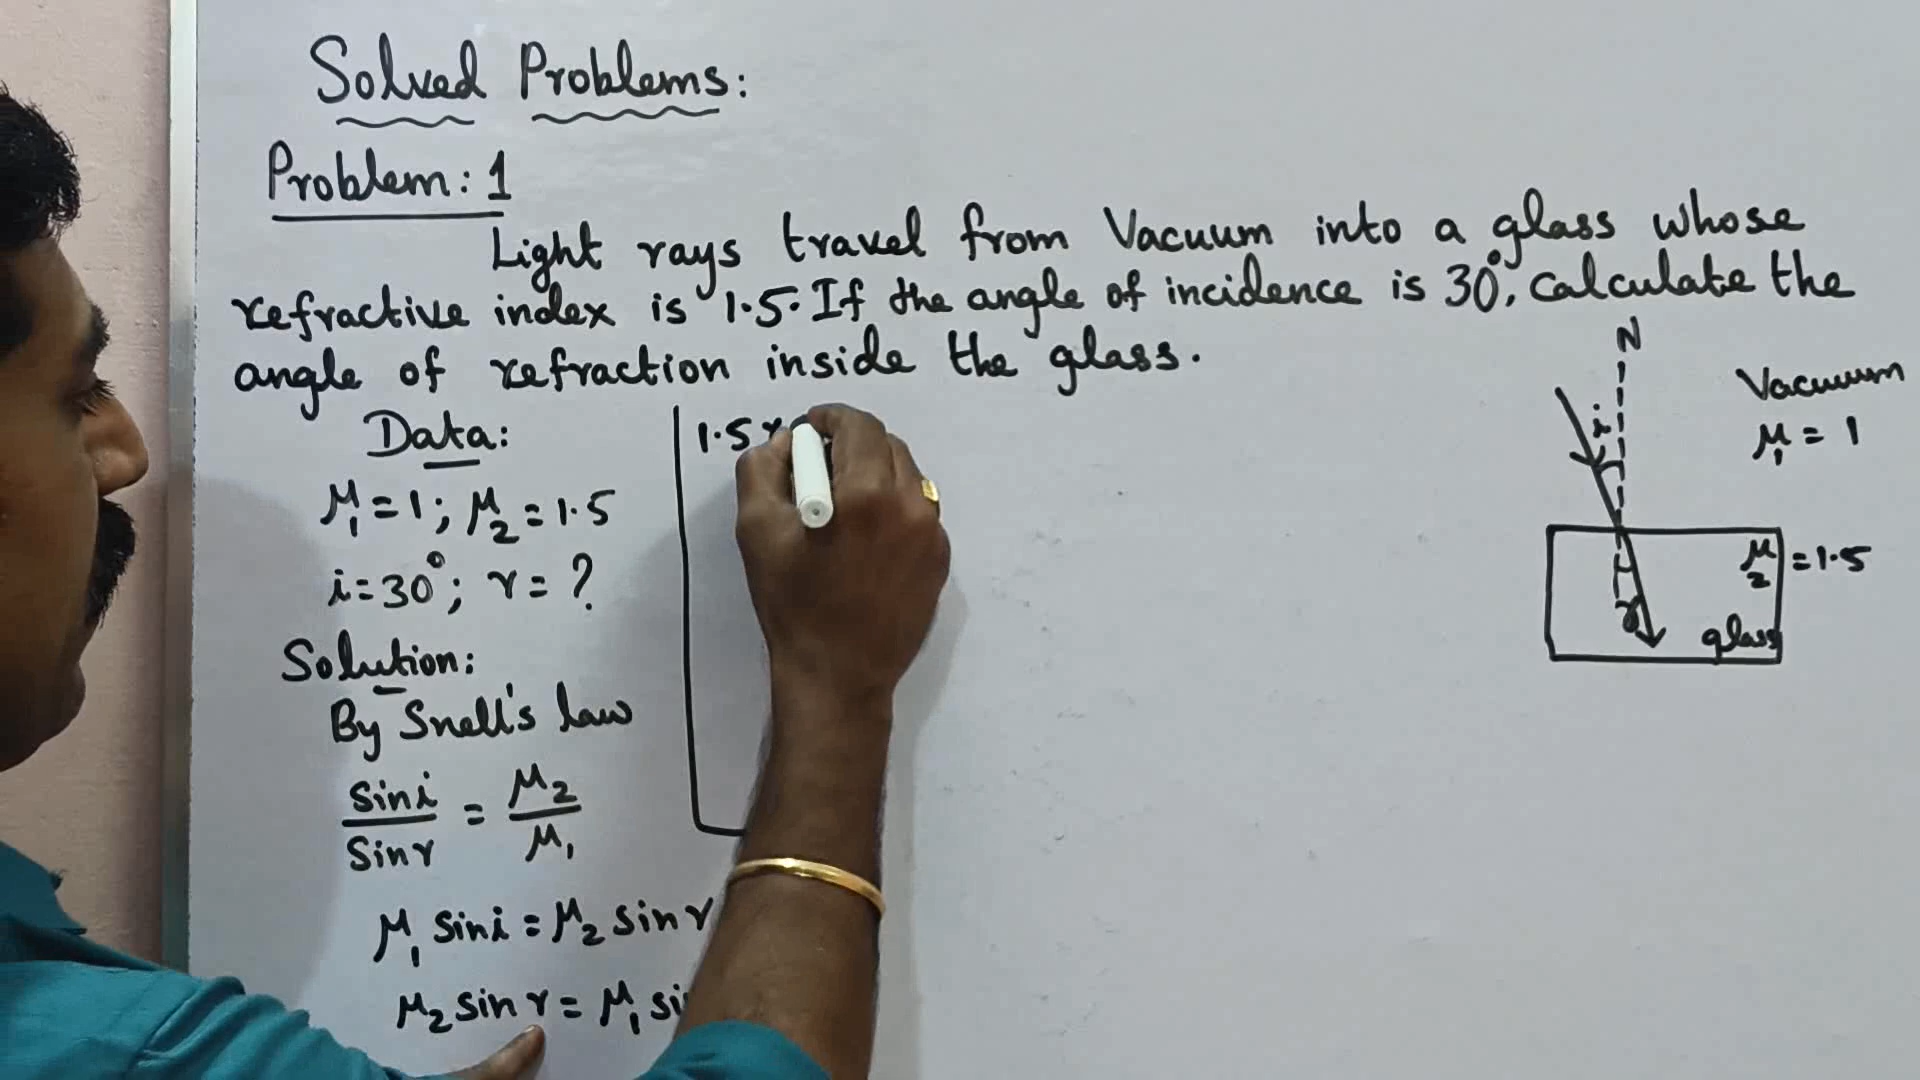 Solved Problems:
Problem: 1
Light rays travel from Vacuum into a glass whose
refractive index is 1.5. If the angle of incidence is 30°, calculate the
angle of refraction inside the glass.
Data:
μ₁ = 1; μ₂ = 1.5
i = 30°; r = ?
Solution:
By Snell's law
sin i / sin r = μ₂ / μ₁
μ₁ sin i = μ₂ sin r
μ₂ sin r = μ₁
1.5
N
Vacuum
μ₁ = 1
i
μ₂ = 1.5
r
glass